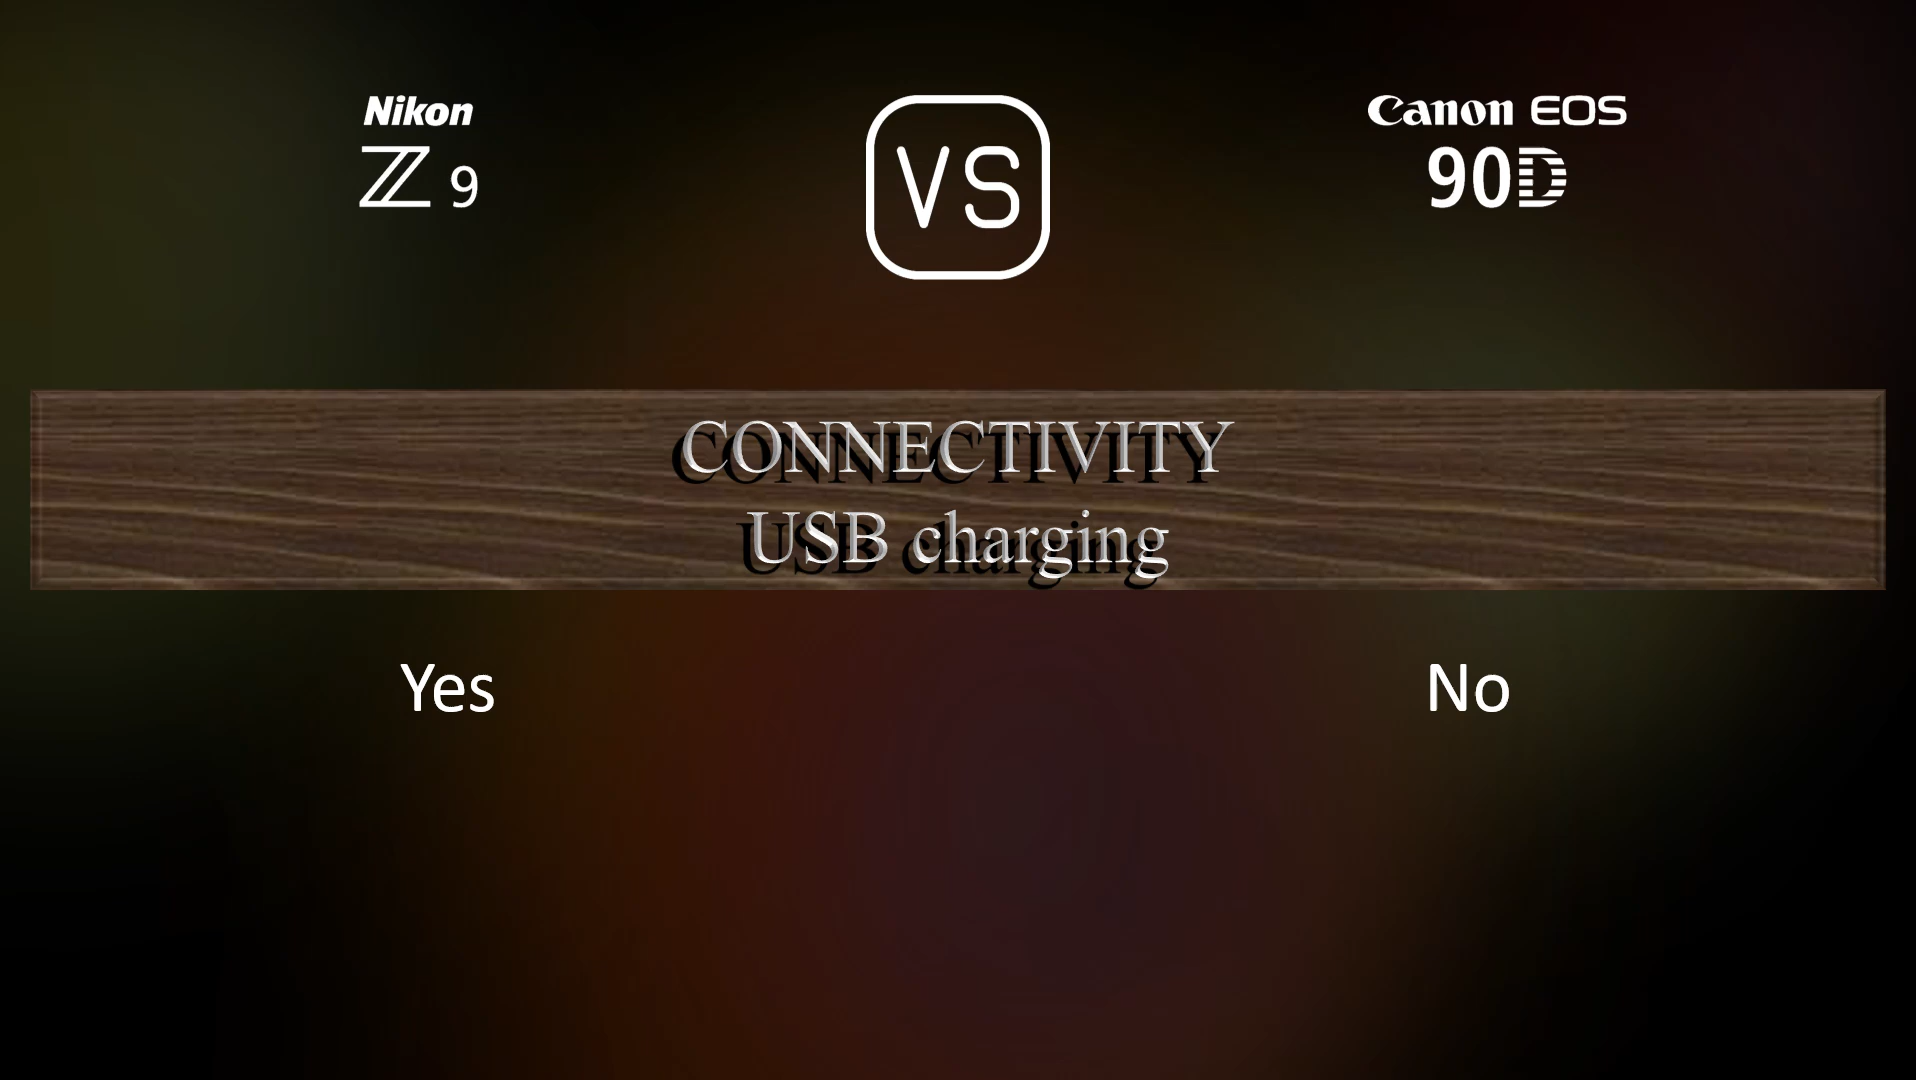 Nikon
Z 9
VS
Canon EOS
90D
CONNECTIVITY
USB charging
Yes
No